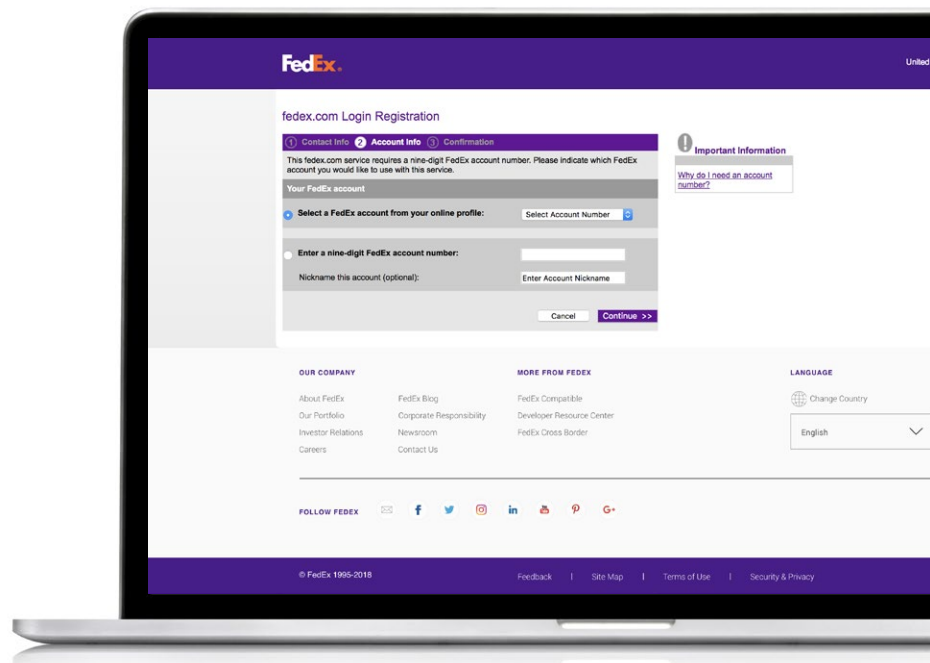 FedEx®
United
fedex.com Login Registration
1 Contact Info 2 Account Info 3 Confirmation
This fedex.com service requires a nine-digit FedEx account number. Please indicate which FedEx
account you would like to use with this service.
Your FedEx account
Select a FedEx account from your online profile: Select Account Number
Enter a nine-digit FedEx account number:
Nickname this account (optional): Enter Account Nickname
Cancel Continue >>
Important Information
Why do I need an account
number?
OUR COMPANY
About FedEx FedEx Blog
Our Portfolio Corporate Responsibility
Investor Relations Newsroom
Careers Contact Us
MORE FROM FEDEX
FedEx Compatible
Developer Resource Center
FedEx Cross Border
LANGUAGE
Change Country
English
FOLLOW FEDEX
© FedEx 1995-2018
Feedback | Site Map | Terms of Use | Security & Privacy